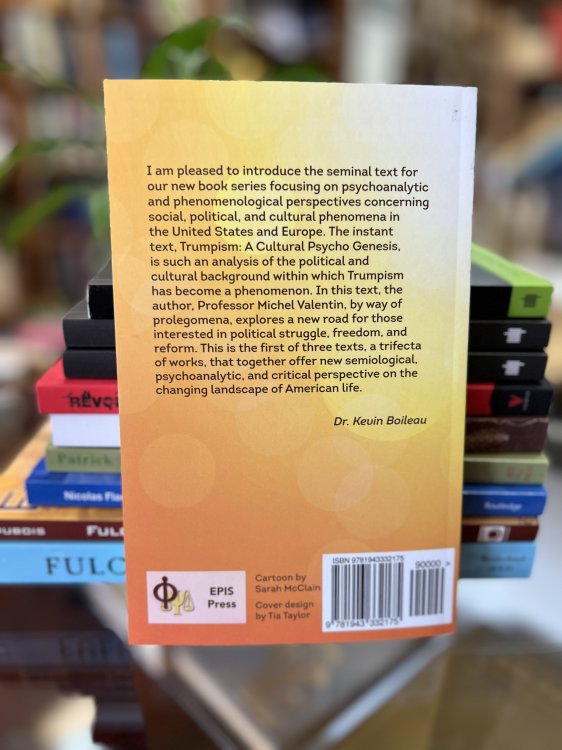 I am pleased to introduce the seminal text for
our new book series focusing on psychoanalytic
and phenomenological perspectives concerning
social, political, and cultural phenomena in
the United States and Europe. The instant
text, Trumpism: A Cultural Psycho Genesis,
is such an analysis of the political and
cultural background within which Trumpism
has become a phenomenon. In this text, the
author, Professor Michel Valentin, by way of
prolegomena, explores a new road for those
interested in political struggle, freedom, and
reform. This is the first of three texts, a trifecta
of works, that together offer new semiological,
psychoanalytic, and critical perspective on the
changing landscape of American life.
Dr. Kevin Boileau
EPIS
Press
Cartoon by
Sarah McClain
Cover design
by Tia Taylor
ISBN 9781943332175
90000 >
9 781943 332175
Patrick
Nicolas
Routledge
FULC